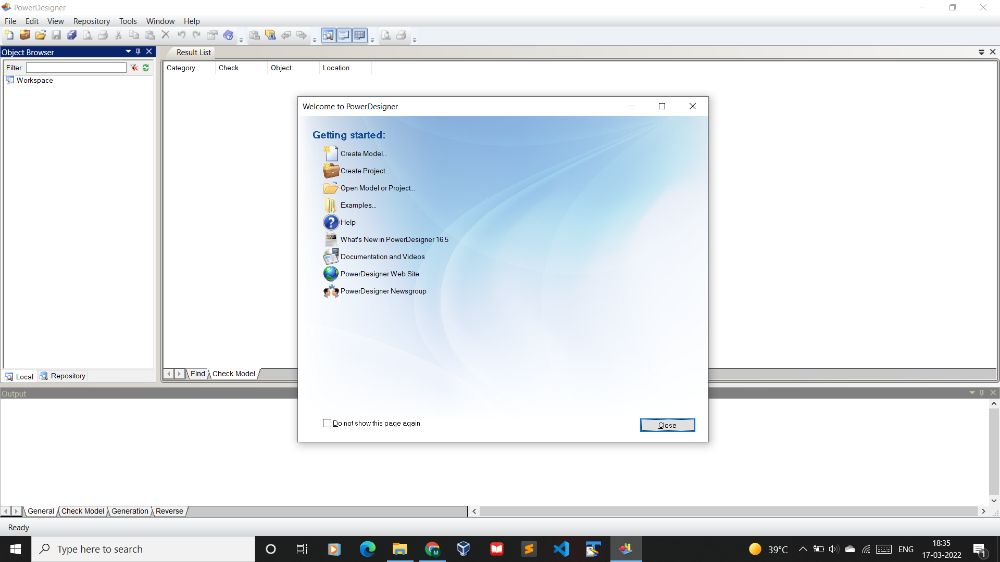 PowerDesigner
File Edit View Repository Tools Window Help
Object Browser
Filter:
Workspace
Local Repository
Result List
Category Check Object Location
Find Check Model
Welcome to PowerDesigner
Getting started:
Create Model...
Create Project...
Open Model or Project...
Examples...
Help
What's New in PowerDesigner 16.5
Documentation and Videos
PowerDesigner Web Site
PowerDesigner Newsgroup
Do not show this page again
Close
Output
General Check Model Generation Reverse
Ready
Type here to search
39°C
ENG
18:35
17-03-2022
1